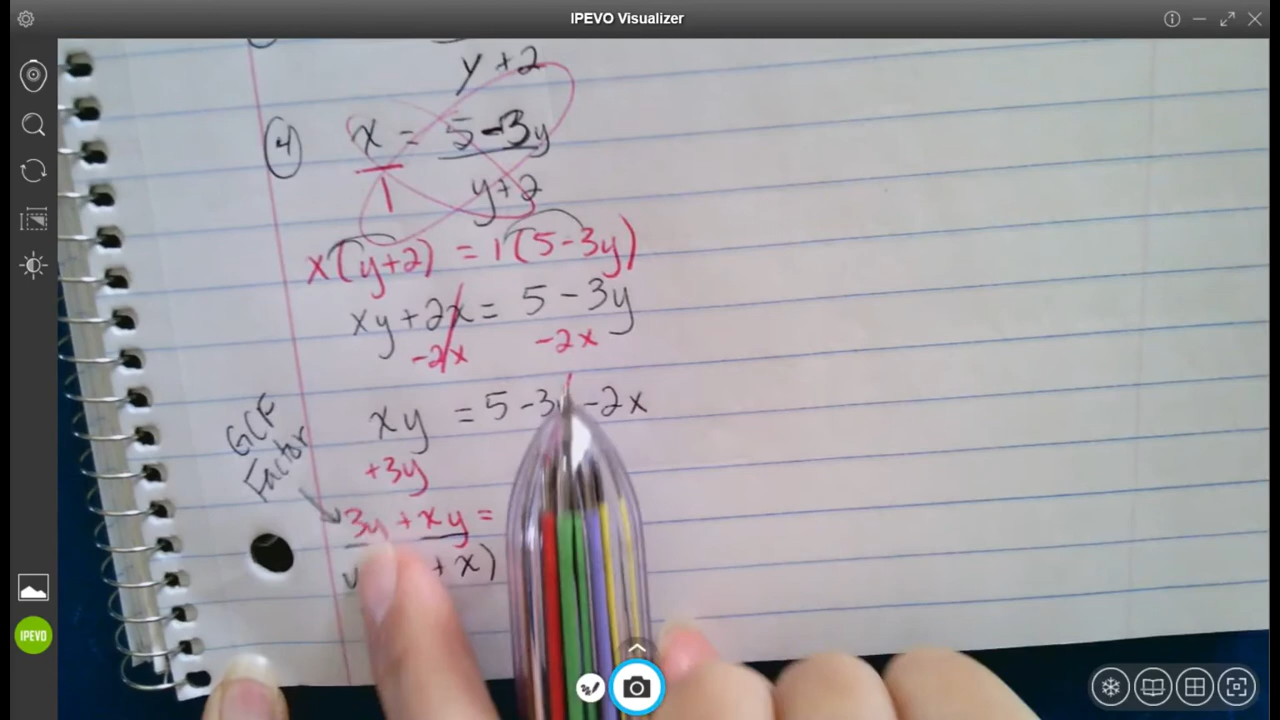 IPEVO Visualizer
y+2
④ x/1 = (5-3y)/(y+2)
x(y+2) = 1(5-3y)
xy+2x = 5-3y
-2x -2x
xy = 5-3y-2x
+3y
GCF
Factor
3y+xy =
+x)
IPEVO